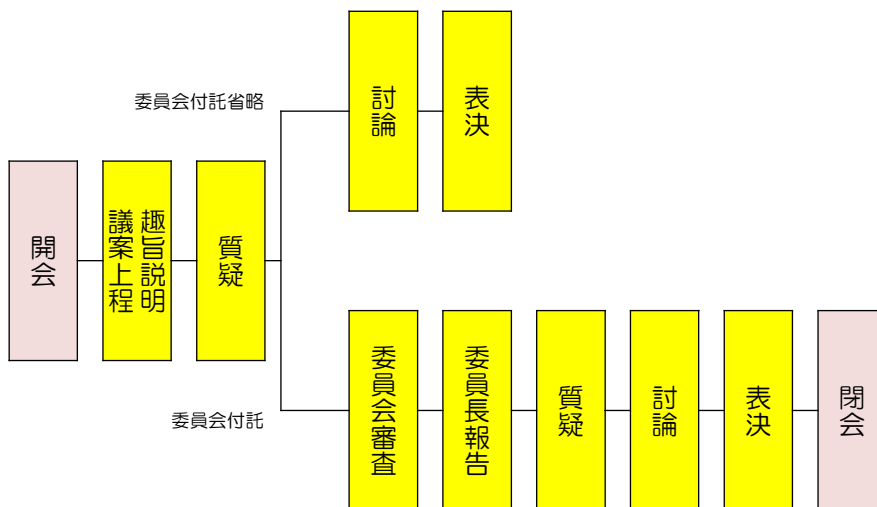 開会
趣旨説明
議案上程
質疑
委員会付託省略
討論
表決
委員会付託
委員会審査
委員長報告
質疑
討論
表決
閉会